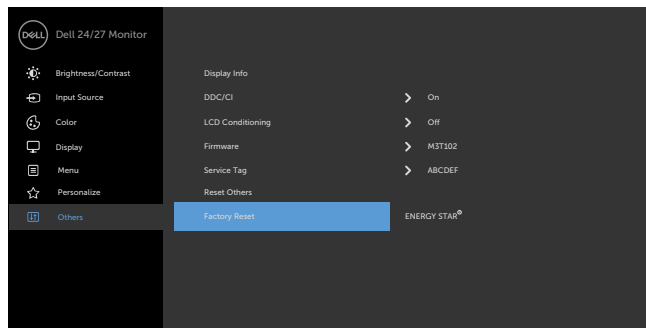 DELL Dell 24/27 Monitor
Brightness/Contrast
Input Source
Color
Display
Menu
Personalize
Others
Display Info
DDC/CI On
LCD Conditioning Off
Firmware M3T102
Service Tag ABCDEF
Reset Others
Factory Reset ENERGY STAR®